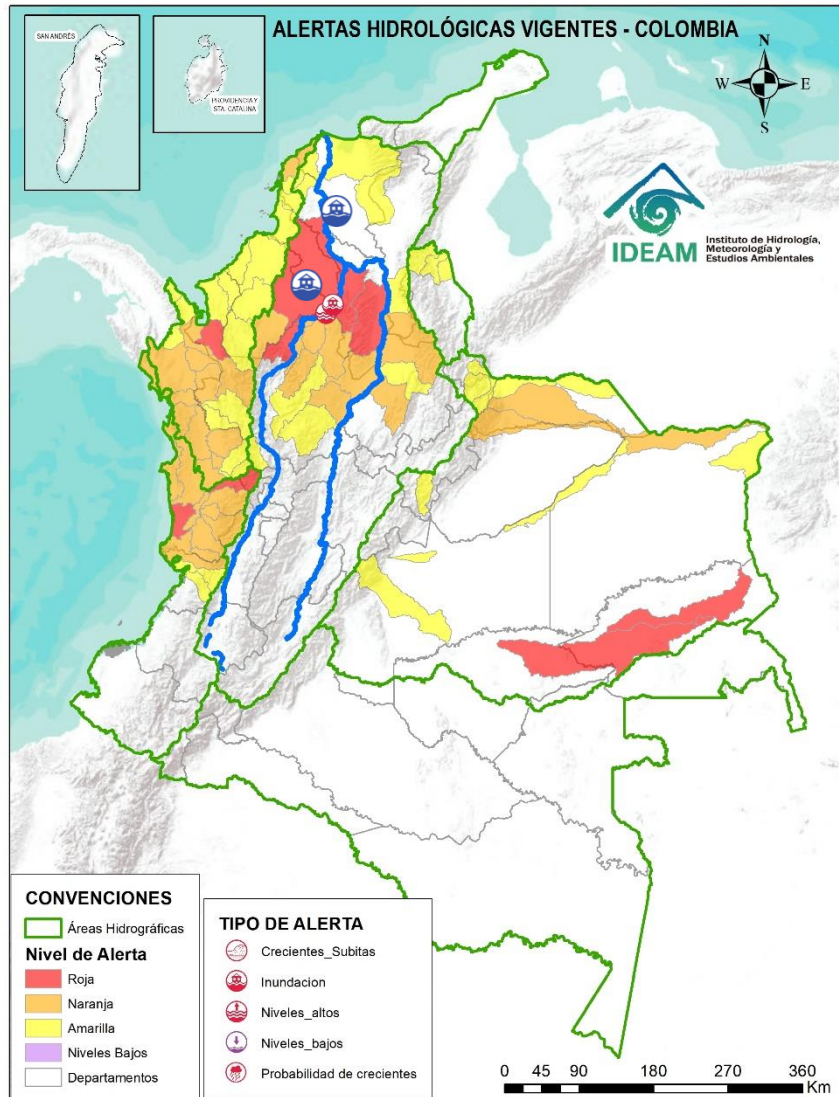 ALERTAS HIDROLÓGICAS VIGENTES - COLOMBIA
SAN ANDRÉS
PROVIDENCIA Y
STA. CATALINA
N
W
E
S
IDEAM
Instituto de Hidrología,
Meteorología y
Estudios Ambientales
CONVENCIONES
Áreas Hidrográficas
Nivel de Alerta
Roja
Naranja
Amarilla
Niveles Bajos
Departamentos
TIPO DE ALERTA
Crecientes_Subitas
Inundacion
Niveles_altos
Niveles_bajos
Probabilidad de crecientes
0 45 90 180 270 360
Km